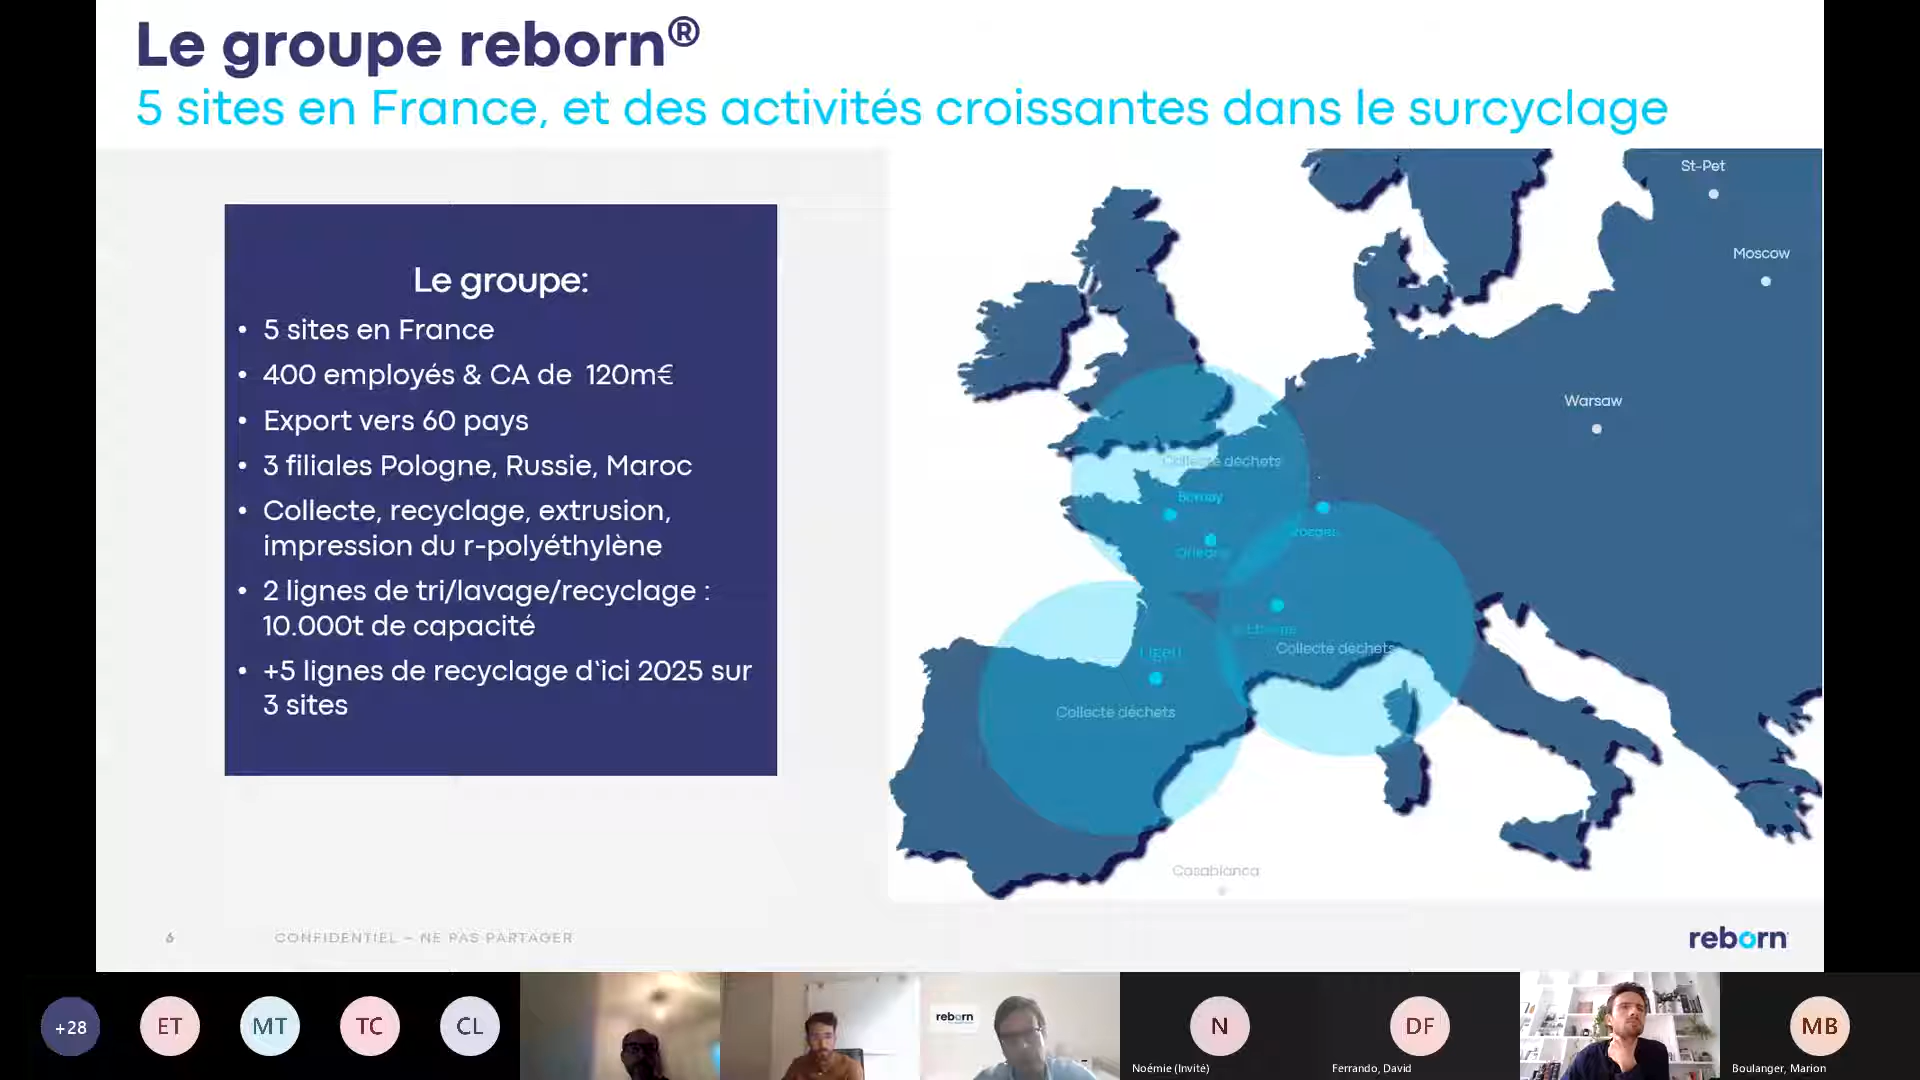 Le groupe reborn®
5 sites en France, et des activités croissantes dans le surcyclage
Le groupe:
• 5 sites en France
• 400 employés & CA de 120m€
• Export vers 60 pays
• 3 filiales Pologne, Russie, Maroc
• Collecte, recyclage, extrusion,
impression du r-polyéthylène
• 2 lignes de tri/lavage/recyclage :
10.000t de capacité
• +5 lignes de recyclage d'ici 2025 sur
3 sites
St-Pet
Moscow
Warsaw
Collecte déchets
Bernay
Orléans
Collecte déchets
Collecte déchets
Casablanca
6
CONFIDENTIEL – NE PAS PARTAGER
reborn
+28
ET
MT
TC
CL
reborn
N
Noémie (Invité)
DF
Ferrando, David
MB
Boulanger, Marion